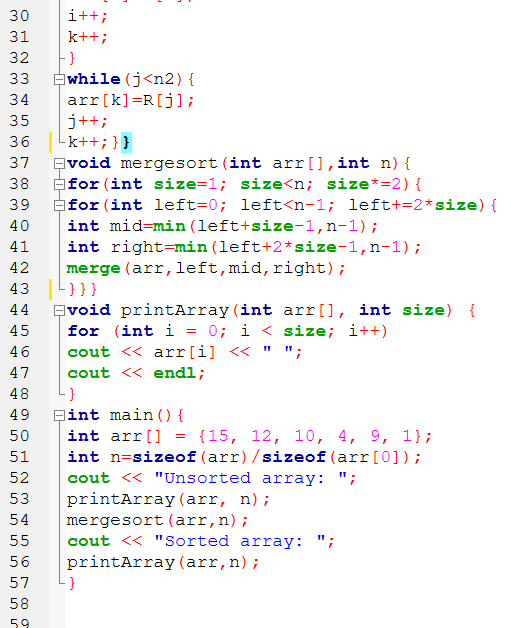 30 i++;
31 k++;
32 }
33 while(j<n2){
34 arr[k]=R[j];
35 j++;
36 k++;}}
37 void mergesort(int arr[],int n){
38 for(int size=1; size<n; size*=2){
39 for(int left=0; left<n-1; left+=2*size){
40 int mid=min(left+size-1,n-1);
41 int right=min(left+2*size-1,n-1);
42 merge(arr,left,mid,right);
43 }}}
44 void printArray(int arr[], int size) {
45 for (int i = 0; i < size; i++)
46 cout << arr[i] << " ";
47 cout << endl;
48 }
49 int main(){
50 int arr[] = {15, 12, 10, 4, 9, 1};
51 int n=sizeof(arr)/sizeof(arr[0]);
52 cout << "Unsorted array: ";
53 printArray(arr, n);
54 mergesort(arr,n);
55 cout << "Sorted array: ";
56 printArray(arr,n);
57 }
58
59